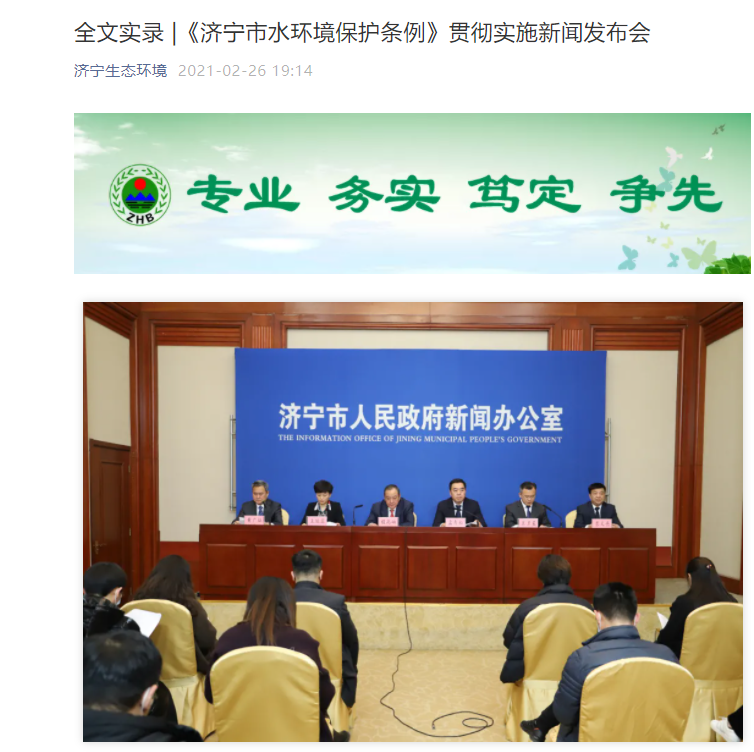 全文实录 |《济宁市水环境保护条例》贯彻实施新闻发布会
济宁生态环境 2021-02-26 19:14
ZHB
专业 务实 笃定 争先
济宁市人民政府新闻办公室
THE INFORMATION OFFICE OF JINING MUNICIPAL PEOPLE'S GOVERNMENT